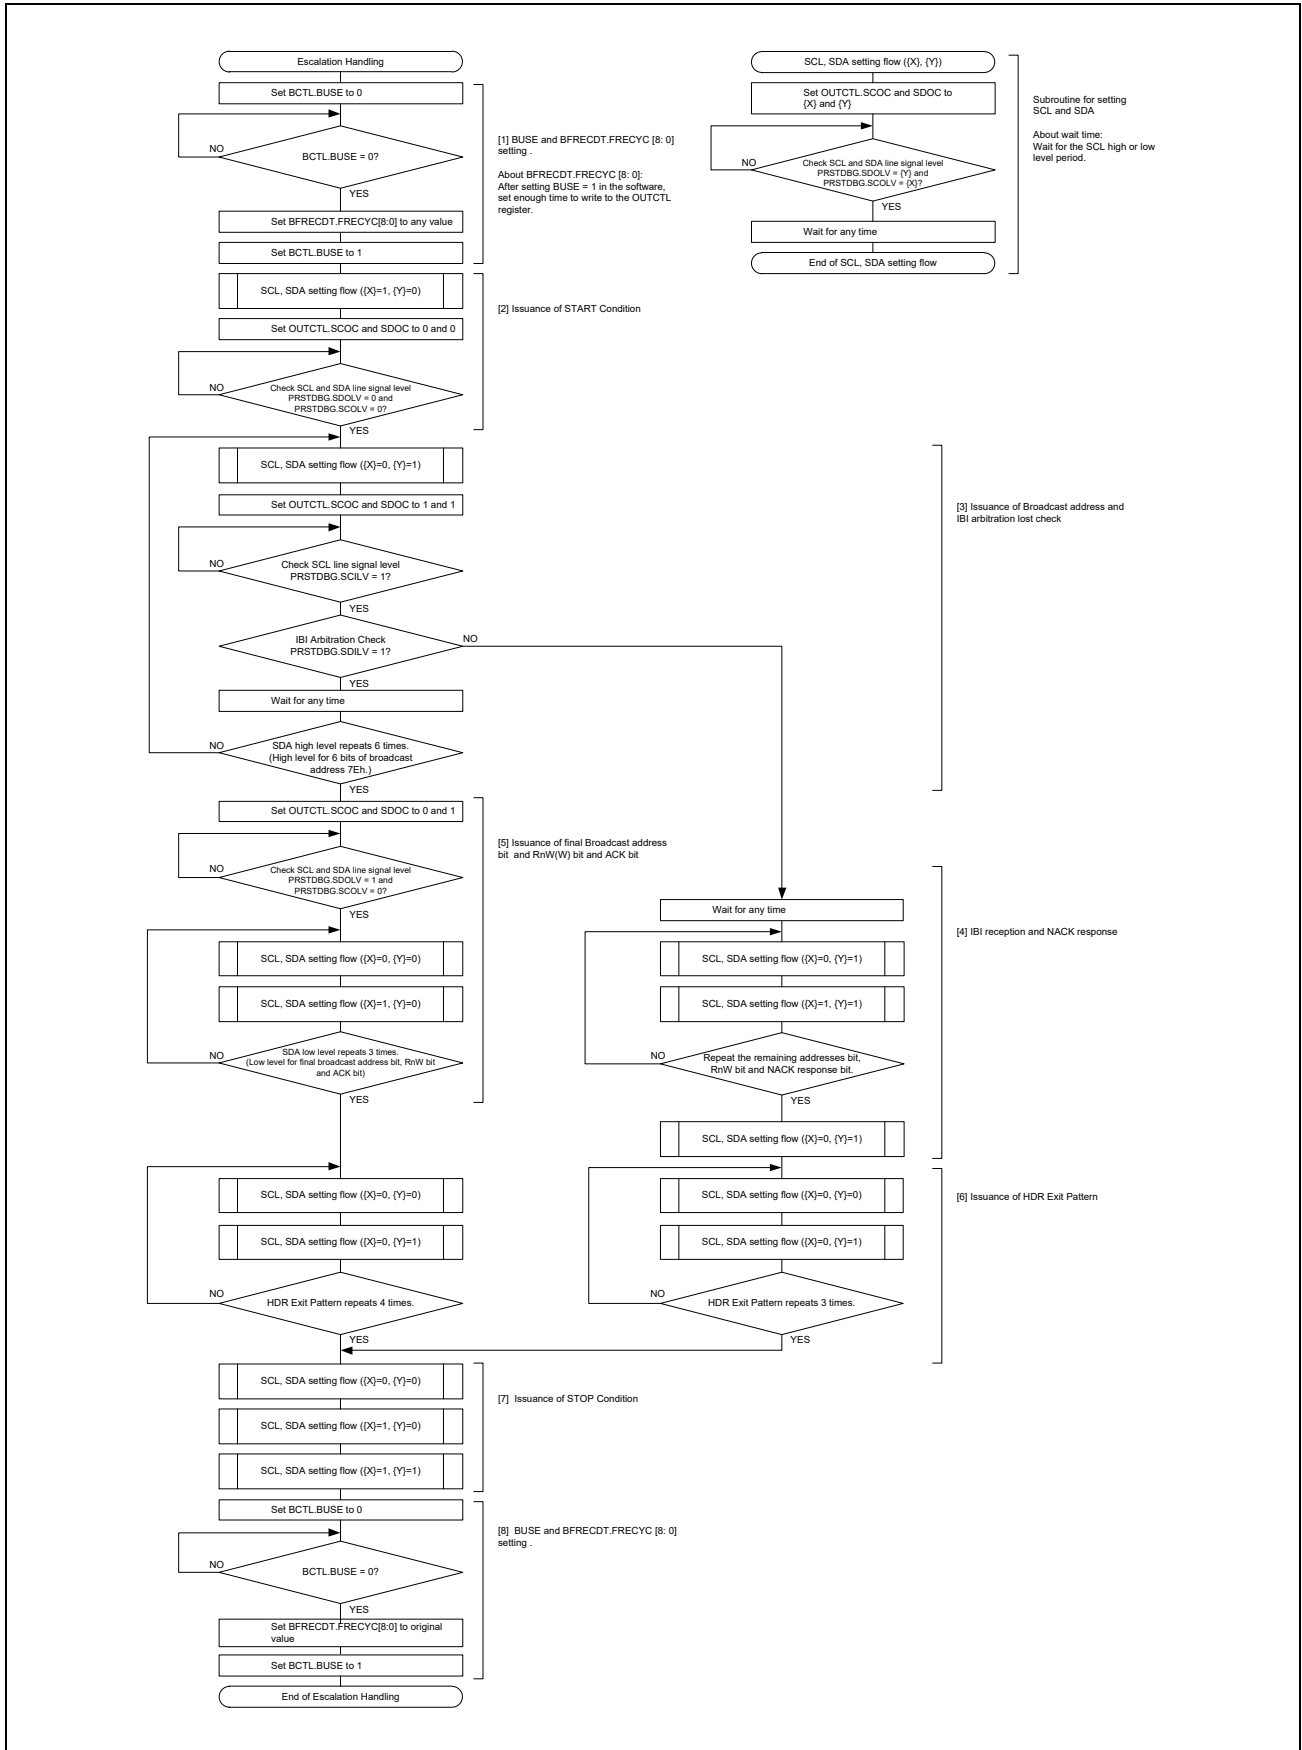 Escalation Handling
Set BCTL.BUSE to 0
NO
BCTL.BUSE = 0?
YES
Set BFRECDT.FRECYC[8:0] to any value
Set BCTL.BUSE to 1
[1] BUSE and BFRECDT.FRECYC [8: 0]
setting .
About BFRECDT.FRECYC [8: 0]:
After setting BUSE = 1 in the software,
set enough time to write to the OUTCTL
register.
SCL, SDA setting flow ({X}, {Y})
Set OUTCTL.SCOC and SDOC to
{X} and {Y}
NO
Check SCL and SDA line signal level
PRSTDBG.SDOLV = {Y} and
PRSTDBG.SCOLV = {X}?
YES
Wait for any time
End of SCL, SDA setting flow
Subroutine for setting
SCL and SDA
About wait time:
Wait for the SCL high or low
level period.
SCL, SDA setting flow ({X}=1, {Y}=0)
Set OUTCTL.SCOC and SDOC to 0 and 0
NO
Check SCL and SDA line signal level
PRSTDBG.SDOLV = 0 and
PRSTDBG.SCOLV = 0?
YES
[2] Issuance of START Condition
SCL, SDA setting flow ({X}=0, {Y}=1)
Set OUTCTL.SCOC and SDOC to 1 and 1
NO
Check SCL line signal level
PRSTDBG.SCILV = 1?
YES
IBI Arbitration Check
PRSTDBG.SDILV = 1?
NO
YES
Wait for any time
NO
SDA high level repeats 6 times.
(High level for 6 bits of broadcast
address 7Eh.)
YES
[3] Issuance of Broadcast address and
IBI arbitration lost check
Set OUTCTL.SCOC and SDOC to 0 and 1
NO
Check SCL and SDA line signal level
PRSTDBG.SDOLV = 1 and
PRSTDBG.SCOLV = 0?
YES
SCL, SDA setting flow ({X}=0, {Y}=0)
SCL, SDA setting flow ({X}=1, {Y}=0)
NO
SDA low level repeats 3 times.
(Low level for final broadcast address bit, RnW bit
and ACK bit)
YES
[5] Issuance of final Broadcast address
bit and RnW(W) bit and ACK bit
Wait for any time
SCL, SDA setting flow ({X}=0, {Y}=1)
SCL, SDA setting flow ({X}=1, {Y}=1)
NO
Repeat the remaining addresses bit,
RnW bit and NACK response bit.
YES
SCL, SDA setting flow ({X}=0, {Y}=1)
[4] IBI reception and NACK response
SCL, SDA setting flow ({X}=0, {Y}=0)
SCL, SDA setting flow ({X}=0, {Y}=1)
NO
HDR Exit Pattern repeats 4 times.
YES
SCL, SDA setting flow ({X}=0, {Y}=0)
SCL, SDA setting flow ({X}=0, {Y}=1)
NO
HDR Exit Pattern repeats 3 times.
YES
[6] Issuance of HDR Exit Pattern
SCL, SDA setting flow ({X}=0, {Y}=0)
SCL, SDA setting flow ({X}=1, {Y}=0)
SCL, SDA setting flow ({X}=1, {Y}=1)
[7] Issuance of STOP Condition
Set BCTL.BUSE to 0
NO
BCTL.BUSE = 0?
YES
Set BFRECDT.FRECYC[8:0] to original
value
Set BCTL.BUSE to 1
[8] BUSE and BFRECDT.FRECYC [8: 0]
setting .
End of Escalation Handling